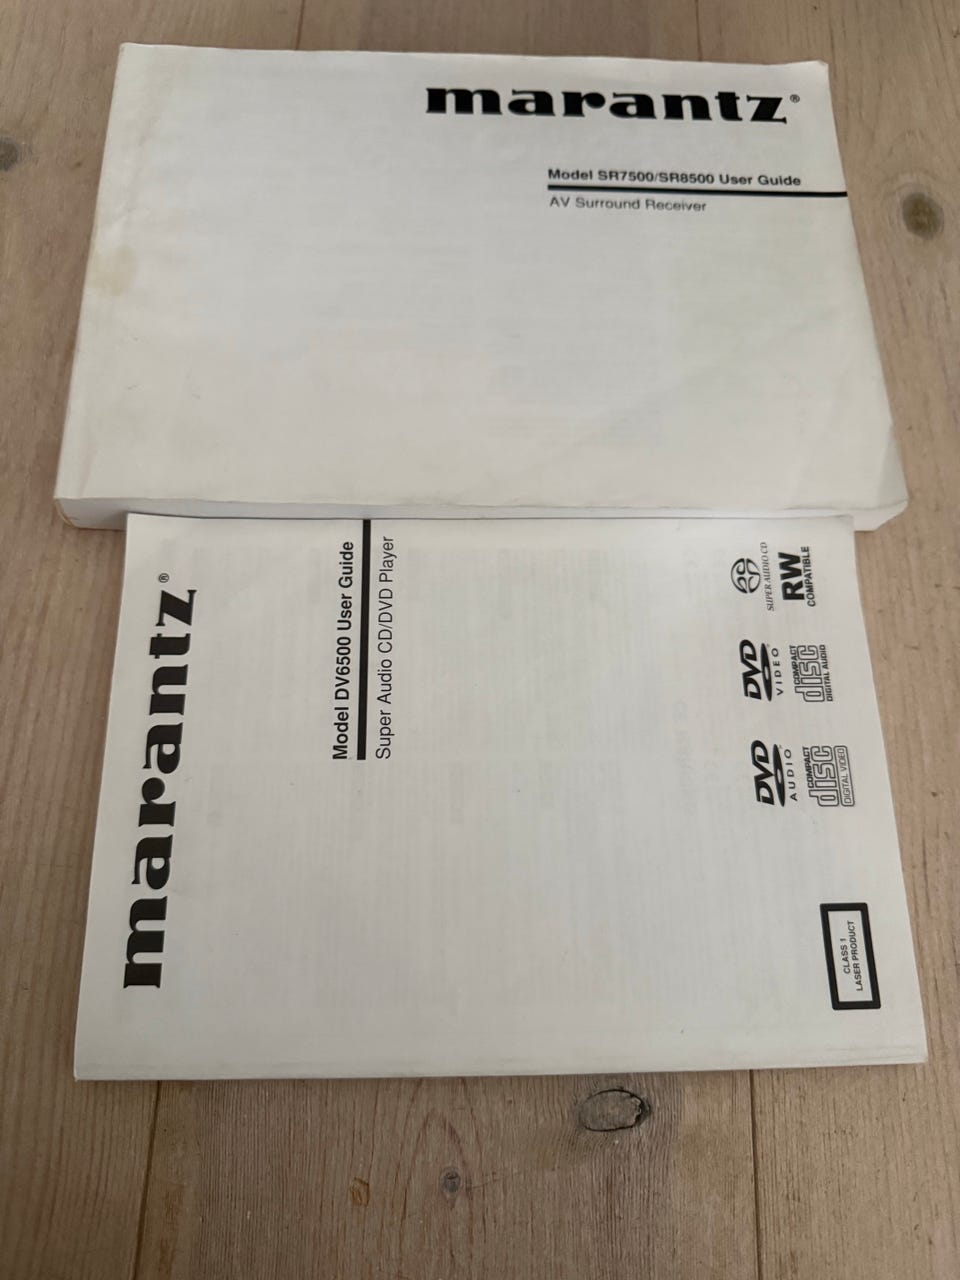 marantz®
Model SR7500/SR8500 User Guide
AV Surround Receiver
marantz®
Model DV6500 User Guide
Super Audio CD/DVD Player
SUPER AUDIO CD
RW
COMPATIBLE
DVD
VIDEO
COMPACT
disc
DIGITAL AUDIO
DVD
AUDIO
COMPACT
disc
DIGITAL VIDEO
CLASS 1
LASER PRODUCT